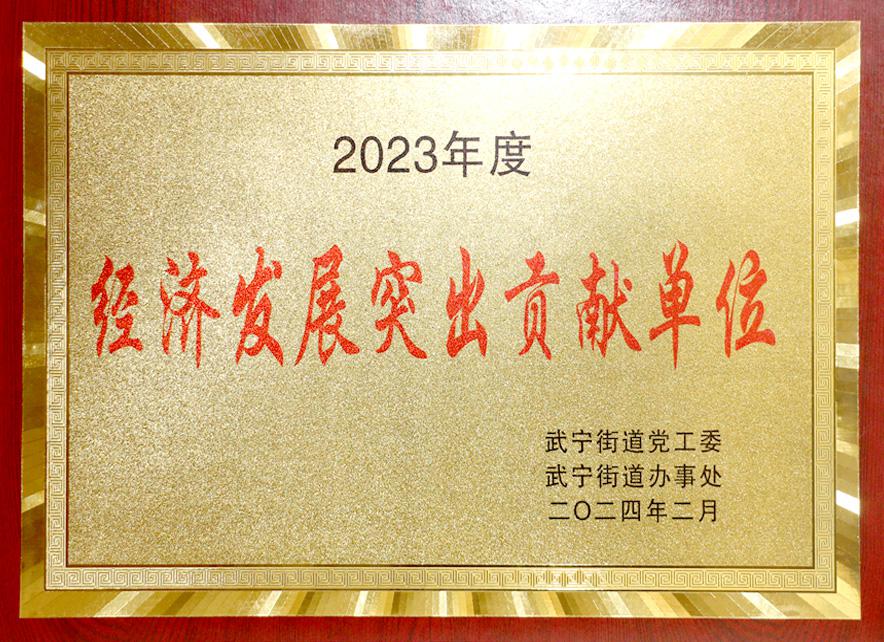 2023年度
经济发展突出贡献单位
武宁街道党工委
武宁街道办事处
二〇二四年二月